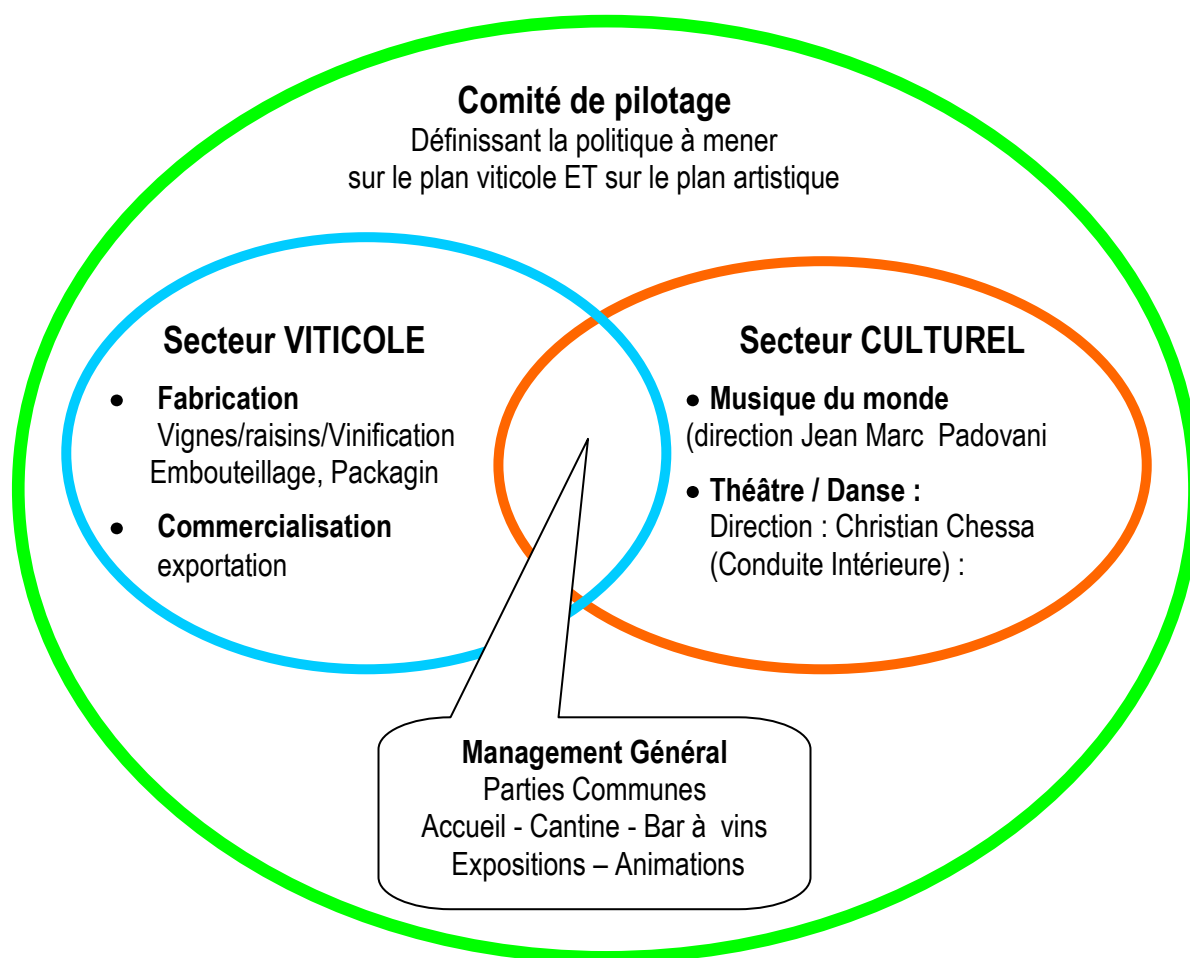 Comité de pilotage
Définissant la politique à mener
sur le plan viticole ET sur le plan artistique
Secteur VITICOLE
• Fabrication
Vignes/raisins/Vinification
Embouteillage, Packagin
• Commercialisation
exportation
Secteur CULTUREL
• Musique du monde
(direction Jean Marc Padovani
• Théâtre / Danse :
Direction : Christian Chessa
(Conduite Intérieure) :
Management Général
Parties Communes
Accueil - Cantine - Bar à vins
Expositions – Animations